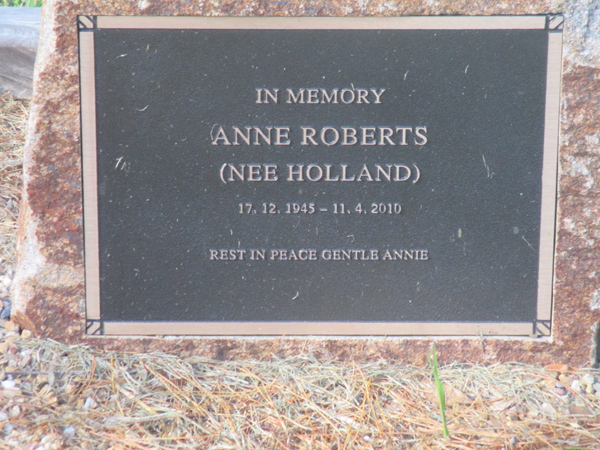 IN MEMORY
ANNE ROBERTS
(NEE HOLLAND)
17. 12. 1945 – 11. 4. 2010
REST IN PEACE GENTLE ANNIE